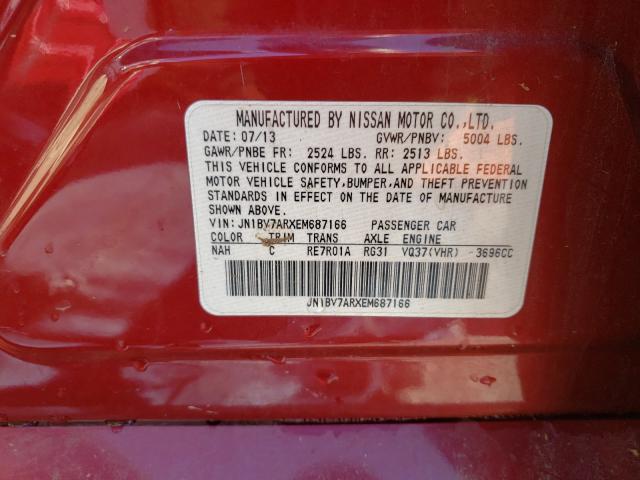 MANUFACTURED BY NISSAN MOTOR CO.,LTD.
DATE: 07/13 GVWR/PNBV: 5004 LBS.
GAWR/PNBE FR: 2524 LBS. RR: 2513 LBS.
THIS VEHICLE CONFORMS TO ALL APPLICABLE FEDERAL
MOTOR VEHICLE SAFETY,BUMPER,AND THEFT PREVENTION
STANDARDS IN EFFECT ON THE DATE OF MANUFACTURE
SHOWN ABOVE.
VIN: JN1BV7ARXEM687166 PASSENGER CAR
COLOR TRIM TRANS AXLE ENGINE
NAH C RE7R01A RG31 VQ37(VHR) -3696CC
JN1BV7ARXEM687166